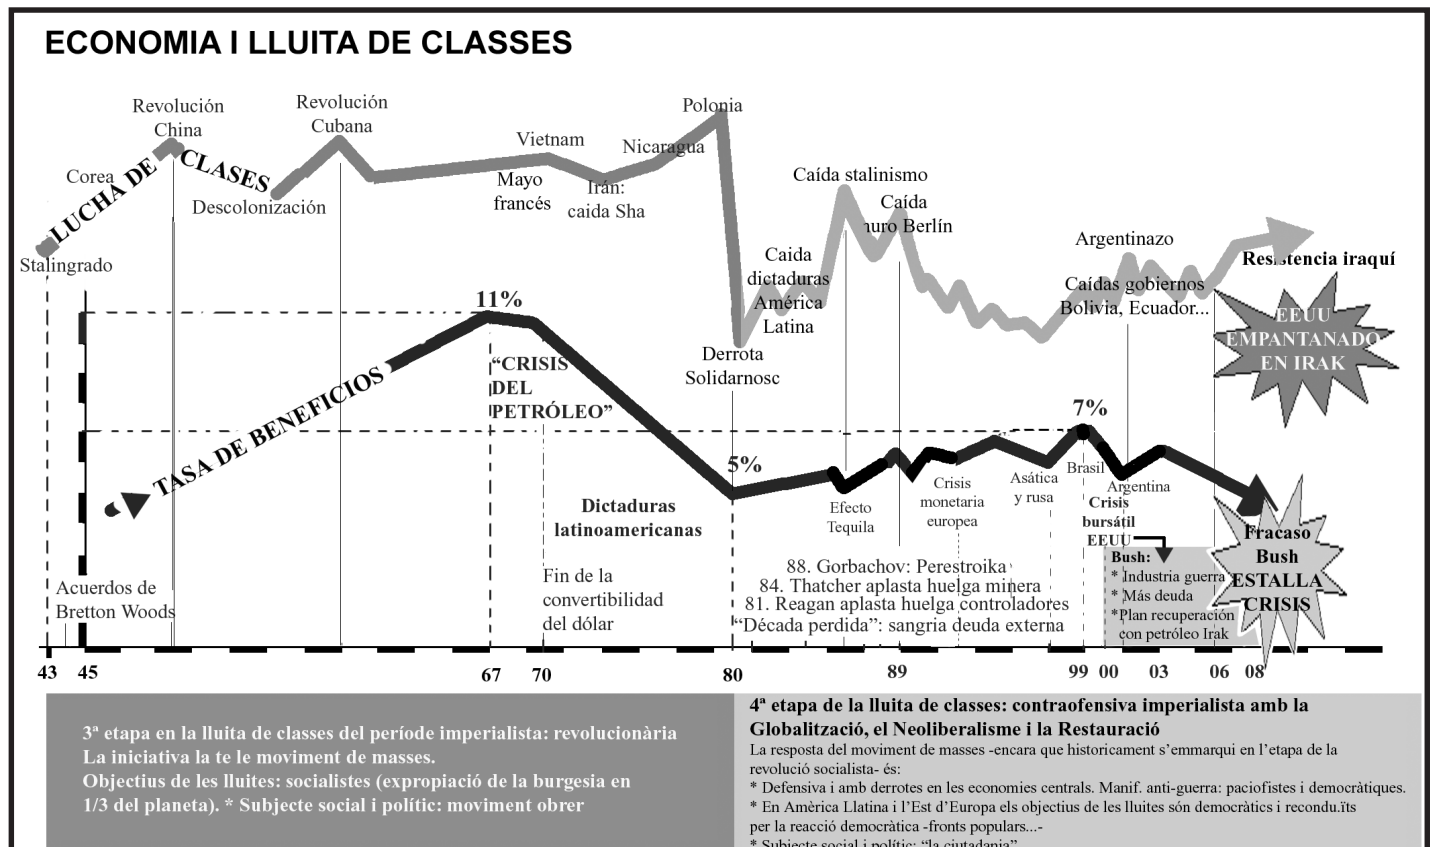 ECONOMIA I LLUITA DE CLASSES
Revolución
China
Revolución
Cubana
Polonia
Vietnam
Nicaragua
Corea
LUCHA DE CLASES
Mayo
francés
Irán:
caida Sha
Descolonización
Stalingrado
Caída stalinismo
Caída
uro Berlín
Caida
dictaduras
América
Latina
Derrota
Solidarnosc
Argentinazo
Caídas gobiernos
Bolivia, Ecuador...
Resistencia iraquí
EEUU
EMPANTANADO
EN IRAK
11%
“CRISIS
DEL
PETRÓLEO”
TASA DE BENEFICIOS
5%
7%
Dictaduras
latinoamericanas
Efecto
Tequila
Crisis
monetaria
europea
Asática
y rusa
Brasil
Argentina
Crisis
bursátil
EEUU
Bush:
* Industria guerra
* Más deuda
*Plan recuperación
con petróleo Irak
Fracaso
Bush
ESTALLA
CRISIS
Acuerdos de
Bretton Woods
Fin de la
convertibilidad
del dólar
88. Gorbachov: Perestroika
84. Thatcher aplasta huelga minera
81. Reagan aplasta huelga controladores
“Década perdida”: sangria deuda externa
43 45 67 70 80 89 99 00 03 06 08
3ª etapa en la lluita de classes del període imperialista: revolucionària
La iniciativa la te le moviment de masses.
Objectius de les lluites: socialistes (expropiació de la burgesia en
1/3 del planeta). * Subjecte social i polític: moviment obrer
4ª etapa de la lluita de classes: contraofensiva imperialista amb la
Globalització, el Neoliberalisme i la Restauració
La resposta del moviment de masses -encara que historicament s’emmarqui en l’etapa de la
revolució socialista- és:
* Defensiva i amb derrotes en les economies centrals. Manif. anti-guerra: paciofistes i democràtiques.
* En Amèrica Llatina i l’Est d’Europa els objectius de les lluites són democràtics i recondu.ïts
per la reacció democràtica -fronts populars...-
* Subjecte social i polític: “la ciutadania”